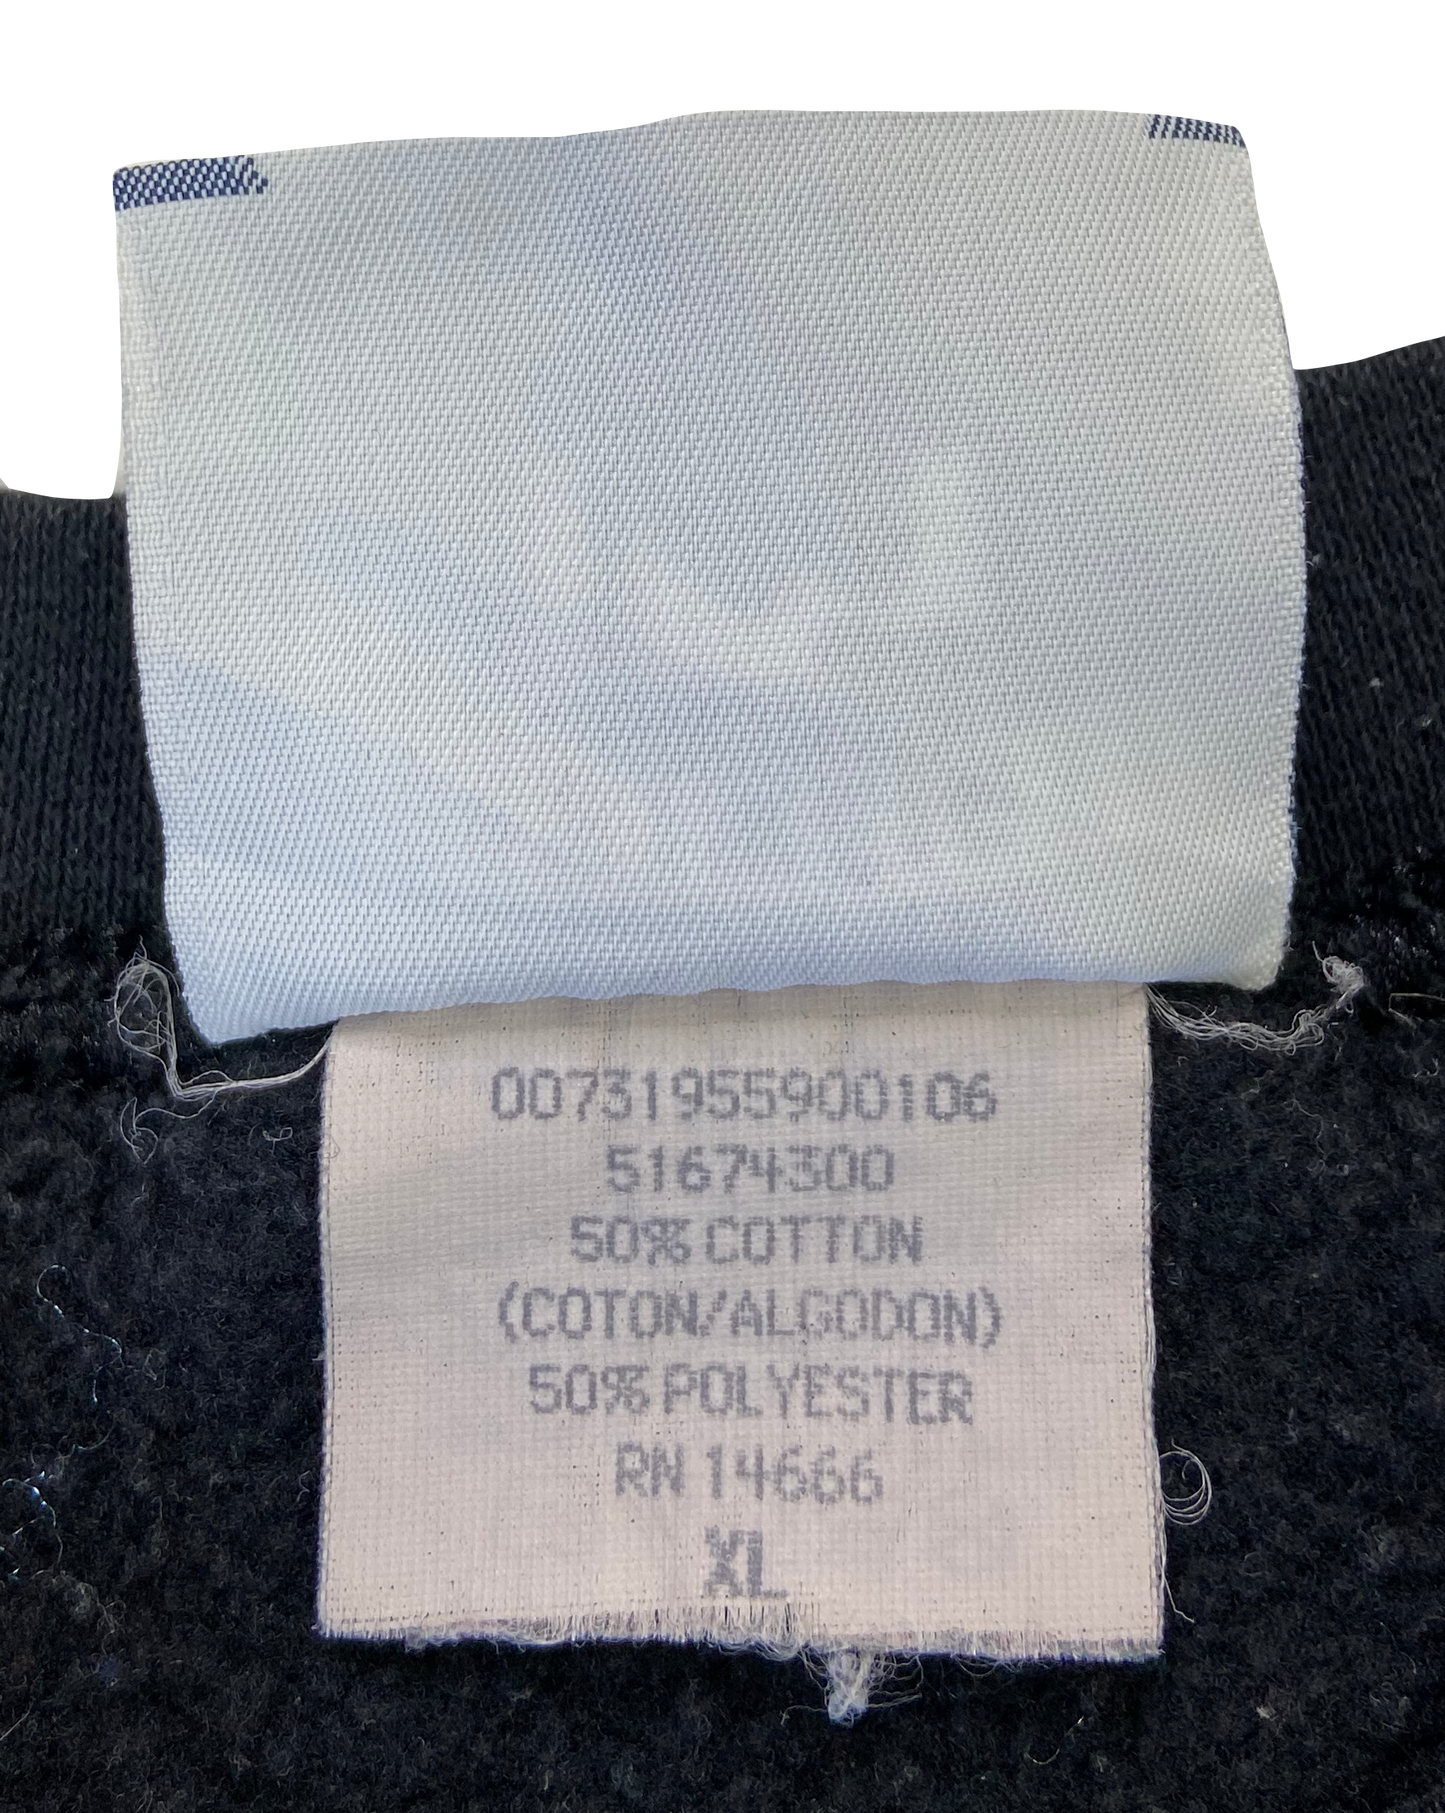 00731955900106
51674300
50% COTTON
(COTON/ALGODON)
50% POLYESTER
RN 14666
XL